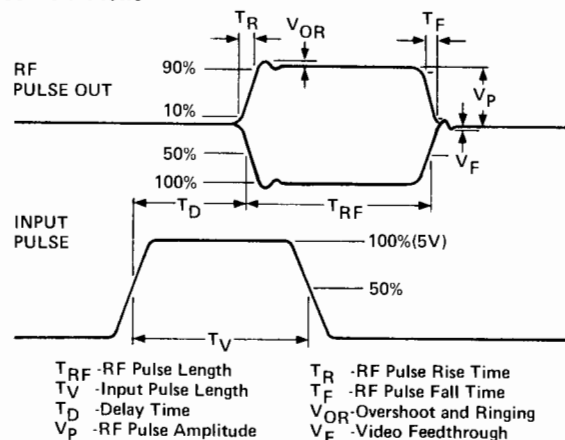 T_R
V_OR
T_F
RF
PULSE OUT
90%
10%
50%
100%
V_P
V_F
T_D
T_RF
INPUT
PULSE
100%(5V)
50%
T_V
T_RF -RF Pulse Length
T_V -Input Pulse Length
T_D -Delay Time
V_P -RF Pulse Amplitude
T_R -RF Pulse Rise Time
T_F -RF Pulse Fall Time
V_OR-Overshoot and Ringing
V_F -Video Feedthrough